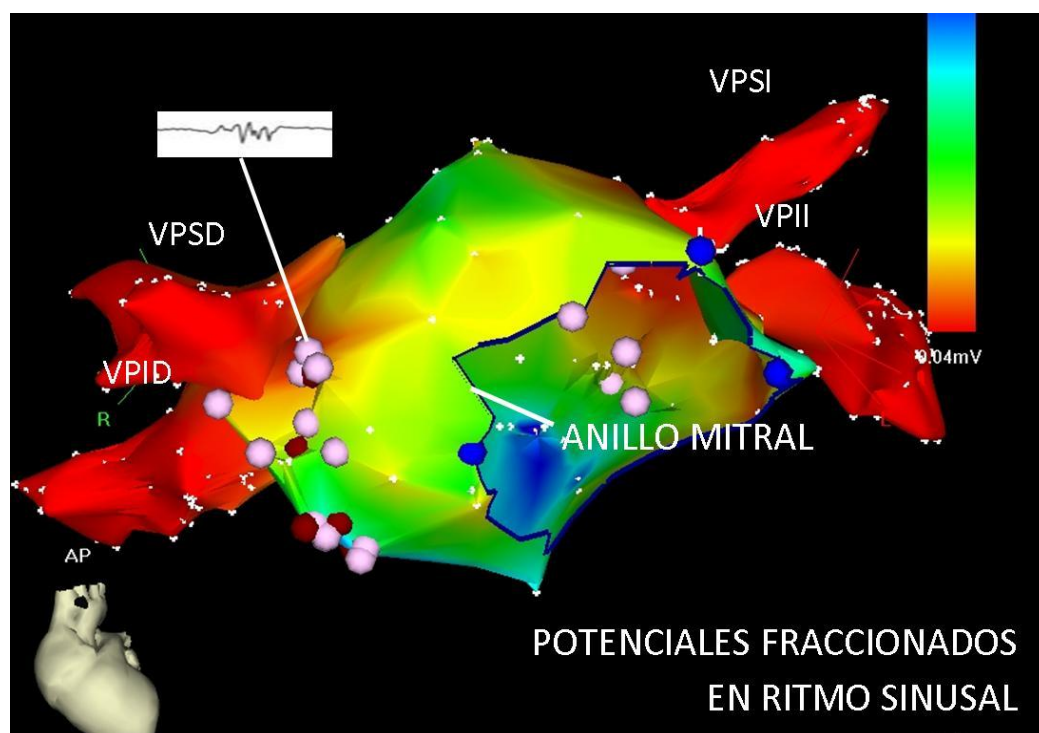 VPSI
VPII
VPSD
VPID
R
0.04mV
L
ANILLO MITRAL
AP
POTENCIALES FRACCIONADOS
EN RITMO SINUSAL